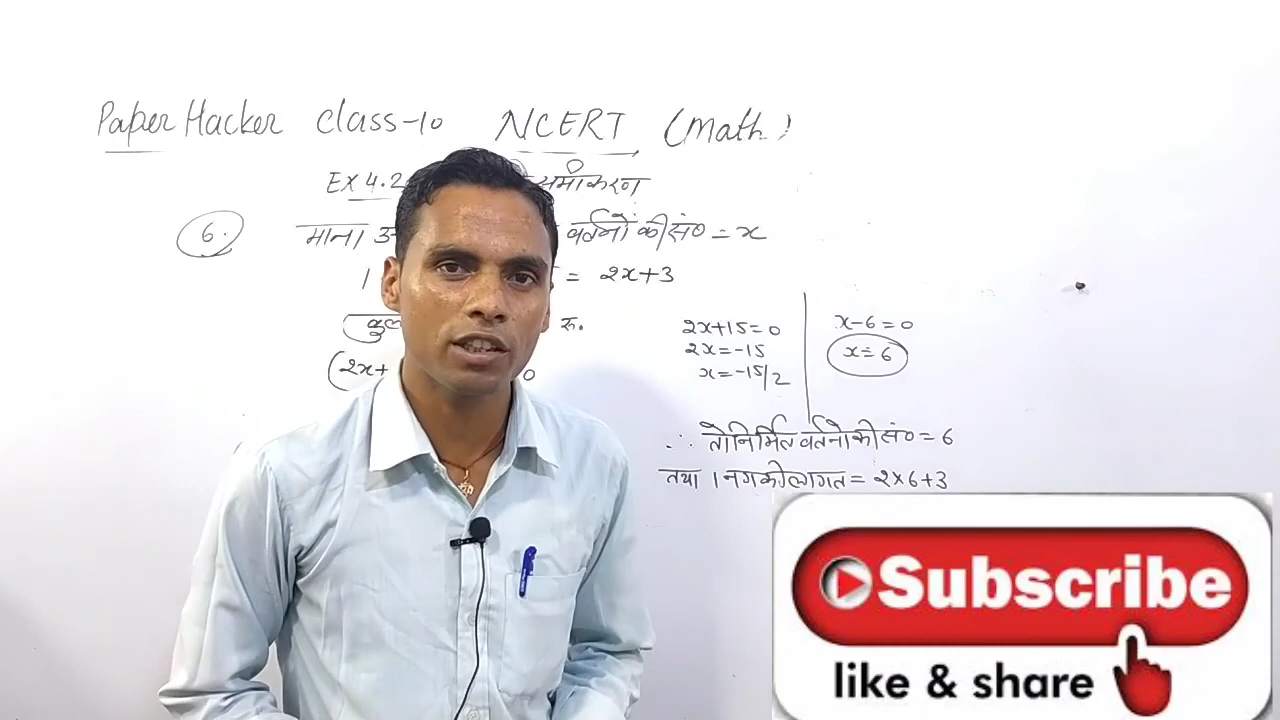 Paper Hacker class-10 NCERT (math)
Ex 4.2 समीकरण
6. माना वर्तनों की सं० = x
1 = 2x+3
कुल रु.
(2x+ 0
2x+15=0
2x=-15
x=-15/2
x-6=0
x=6
∴ तो निर्मित वर्तनो की सं० = 6
तथा 1 नग की लागत = 2×6+3
Subscribe
like & share